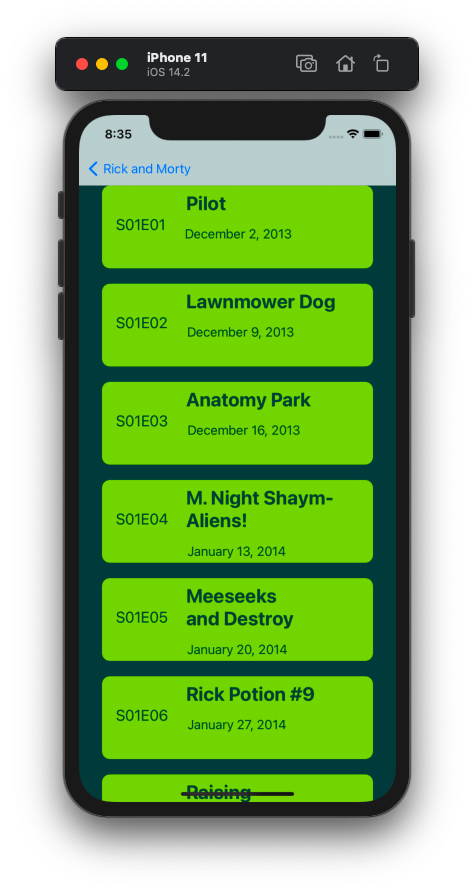 iPhone 11
iOS 14.2
8:35
Rick and Morty
Pilot
S01E01
December 2, 2013
Lawnmower Dog
S01E02
December 9, 2013
Anatomy Park
S01E03
December 16, 2013
M. Night Shaym-
Aliens!
S01E04
January 13, 2014
Meeseeks
and Destroy
S01E05
January 20, 2014
Rick Potion #9
S01E06
January 27, 2014
Raising